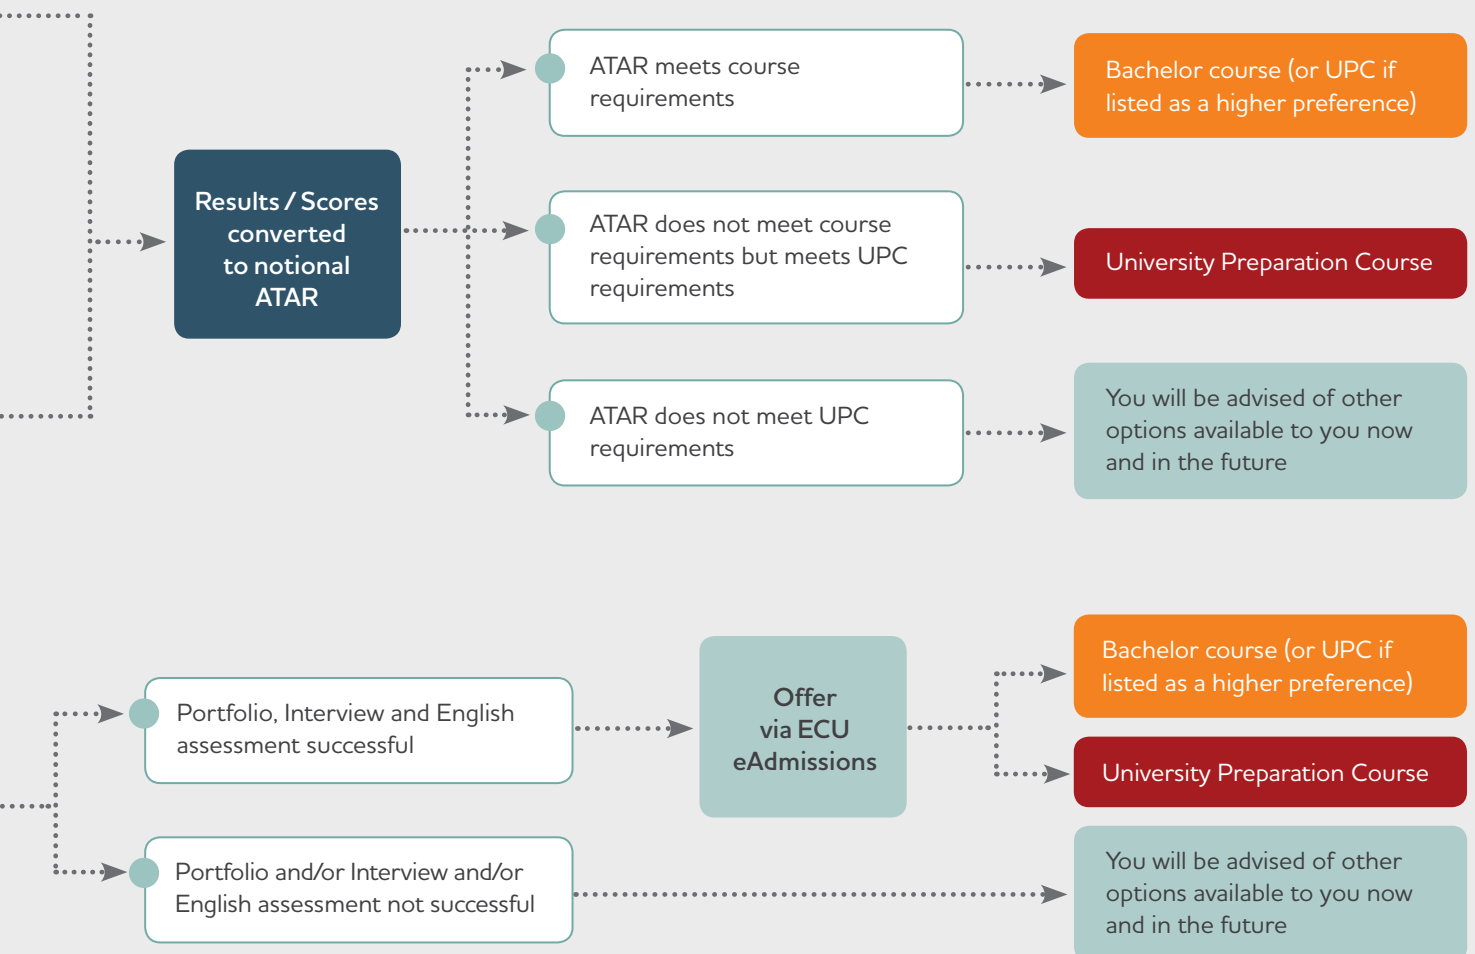 ATAR meets course
requirements
Bachelor course (or UPC if
listed as a higher preference)
Results / Scores
converted
to notional
ATAR
ATAR does not meet course
requirements but meets UPC
requirements
University Preparation Course
ATAR does not meet UPC
requirements
You will be advised of other
options available to you now
and in the future
Portfolio, Interview and English
assessment successful
Offer
via ECU
eAdmissions
Bachelor course (or UPC if
listed as a higher preference)
University Preparation Course
Portfolio and/or Interview and/or
English assessment not successful
You will be advised of other
options available to you now
and in the future